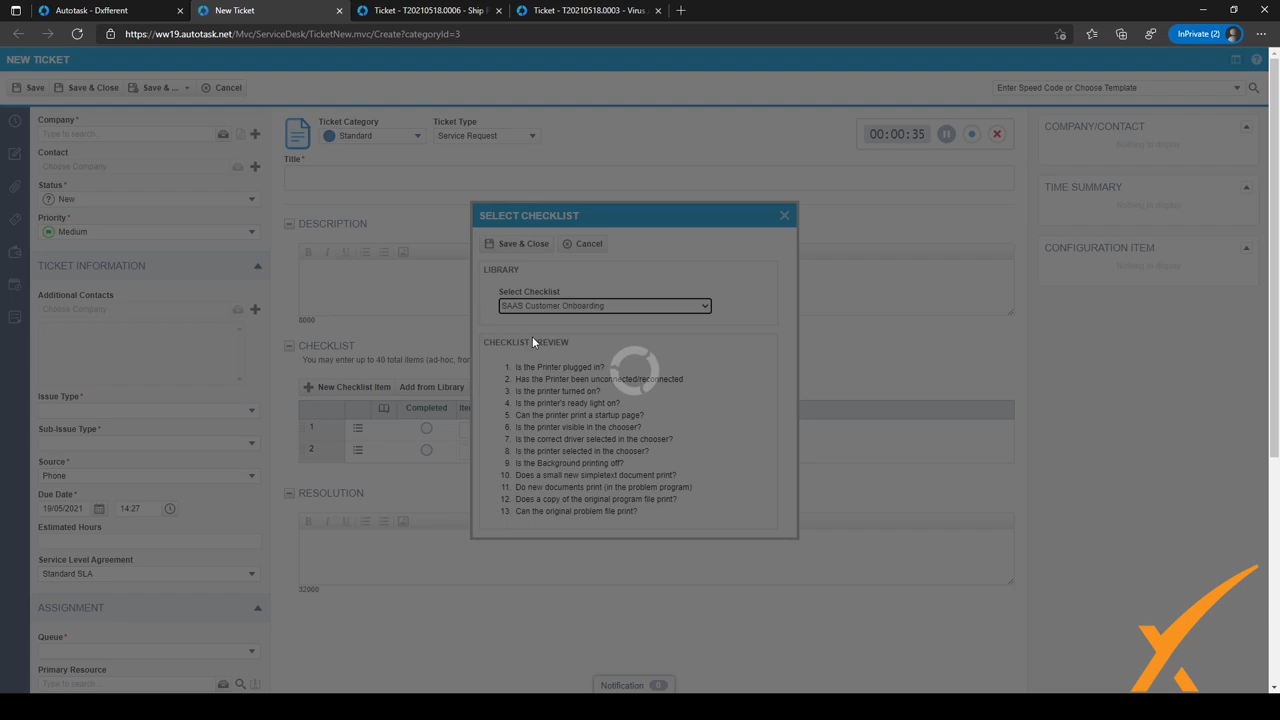 Autotask - Dxfferent
New Ticket
Ticket - T20210518.0006 - Ship
Ticket - T20210518.0003 - Virus
https://ww19.autotask.net/Mvc/ServiceDesk/TicketNew.mvc/Create?categoryId=3
InPrivate (2)
NEW TICKET
Save
Save & Close
Save & ...
Cancel
Enter Speed Code or Choose Template
Company*
Type to search...
Contact
Choose Company
Status*
New
Priority*
Medium
TICKET INFORMATION
Additional Contacts
Choose Company
Issue Type*
Sub-Issue Type*
Source*
Phone
Due Date*
19/05/2021
14:27
Estimated Hours
Service Level Agreement
Standard SLA
ASSIGNMENT
Queue*
Primary Resource
Type to search...
Ticket Category
Standard
Ticket Type
Service Request
00:00:35
Title*
DESCRIPTION
B I U
8000
CHECKLIST
You may enter up to 40 total items (ad-hoc, from
New Checklist Item
Add from Library
Completed
1
2
RESOLUTION
B I U
32000
SELECT CHECKLIST
Save & Close
Cancel
LIBRARY
Select Checklist
SAAS Customer Onboarding
CHECKLIST
1. Is the Printer plugged in?
2. Has the Printer been unconnected/reconnected
3. Is the printer turned on?
4. Is the printer's ready light on?
5. Can the printer print a startup page?
6. Is the printer visible in the chooser?
7. Is the correct driver selected in the chooser?
8. Is the printer selected in the chooser?
9. Is the Background printing off?
10. Does a small new simpletext document print?
11. Do new documents print (in the problem program)
12. Does a copy of the original program file print?
13. Can the original problem file print?
COMPANY/CONTACT
Nothing to display
TIME SUMMARY
Nothing to display
CONFIGURATION ITEM
Nothing to display
Notification 0